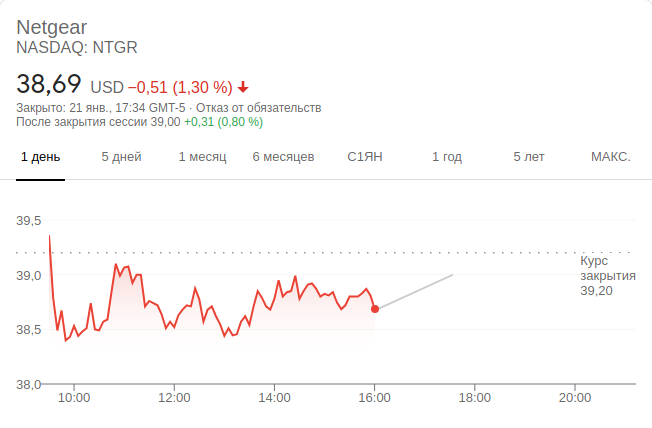 Netgear
NASDAQ: NTGR
38,69 USD −0,51 (1,30 %)
Закрыто: 21 янв., 17:34 GMT-5 · Отказ от обязательств
После закрытия сессии 39,00 +0,31 (0,80 %)
1 день 5 дней 1 месяц 6 месяцев С1ЯН 1 год 5 лет МАКС.
39,5
39,0
38,5
38,0
Курс
закрытия
39,20
10:00 12:00 14:00 16:00 18:00 20:00